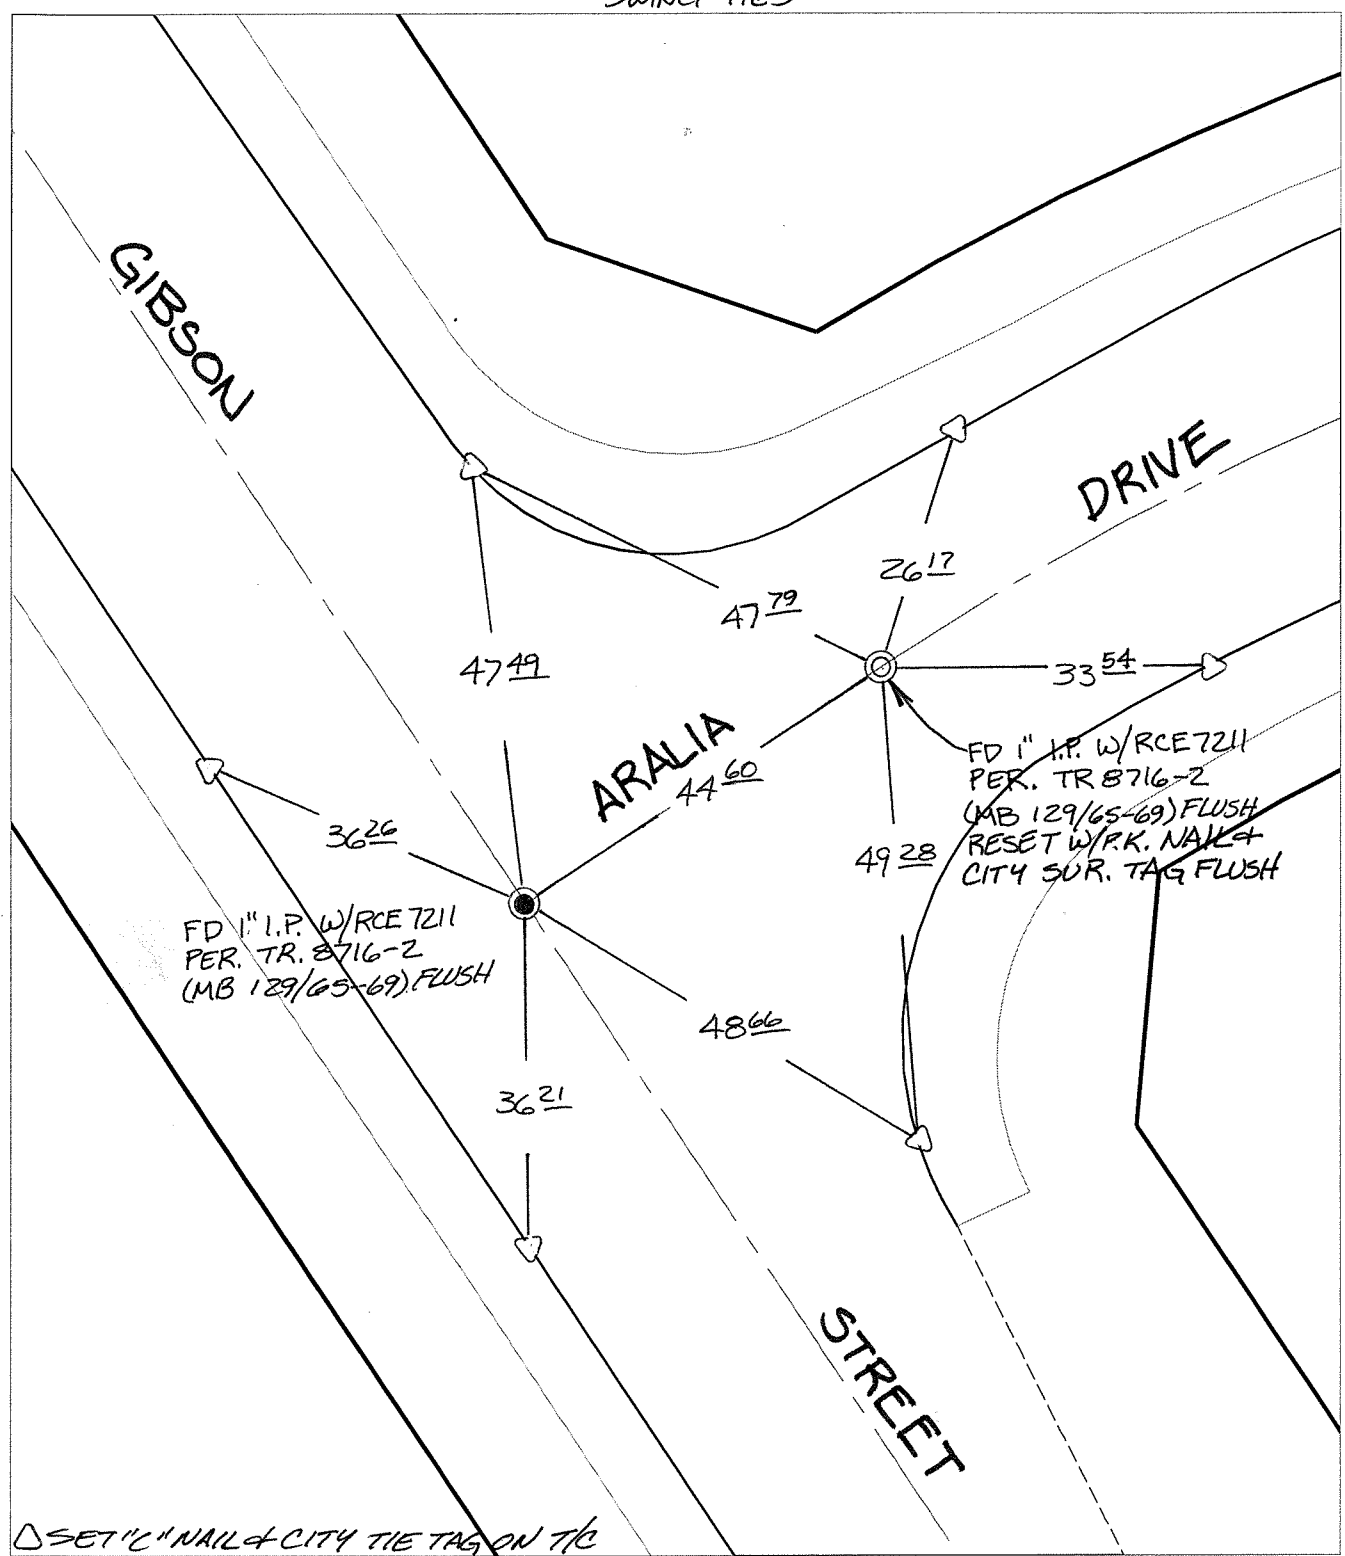 SWING TIES
GIBSON
DRIVE
26 17
47 79
47 49
33 54
ARALIA
44 60
FD 1" I.P. W/RCE 7211
PER. TR 8716-2
(MB 129/65-69) FLUSH
RESET W/P.K. NAIL &
CITY SUR. TAG FLUSH
36 26
49 28
FD 1" I.P. W/RCE 7211
PER. TR. 8716-2
(MB 129/65-69) FLUSH
48 66
36 21
STREET
△ SET "C" NAIL & CITY TIE TAG ON T/C